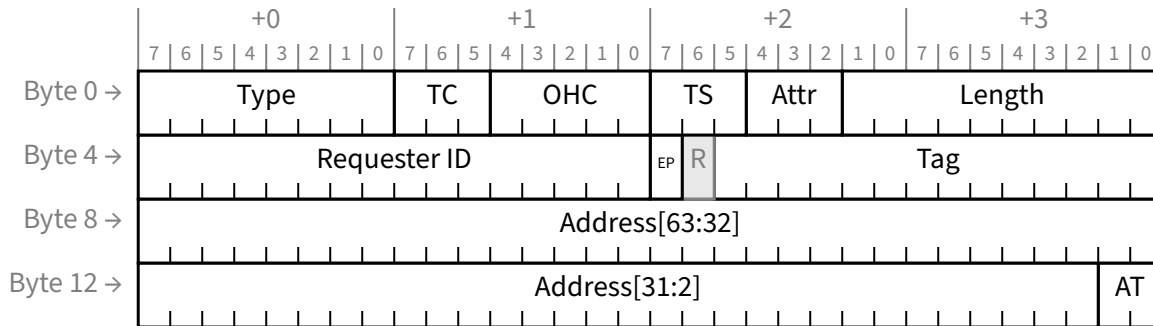 +0 +1 +2 +3
7 6 5 4 3 2 1 0 7 6 5 4 3 2 1 0 7 6 5 4 3 2 1 0 7 6 5 4 3 2 1 0
Byte 0 → Type TC OHC TS Attr Length
Byte 4 → Requester ID EP R Tag
Byte 8 → Address[63:32]
Byte 12 → Address[31:2] AT